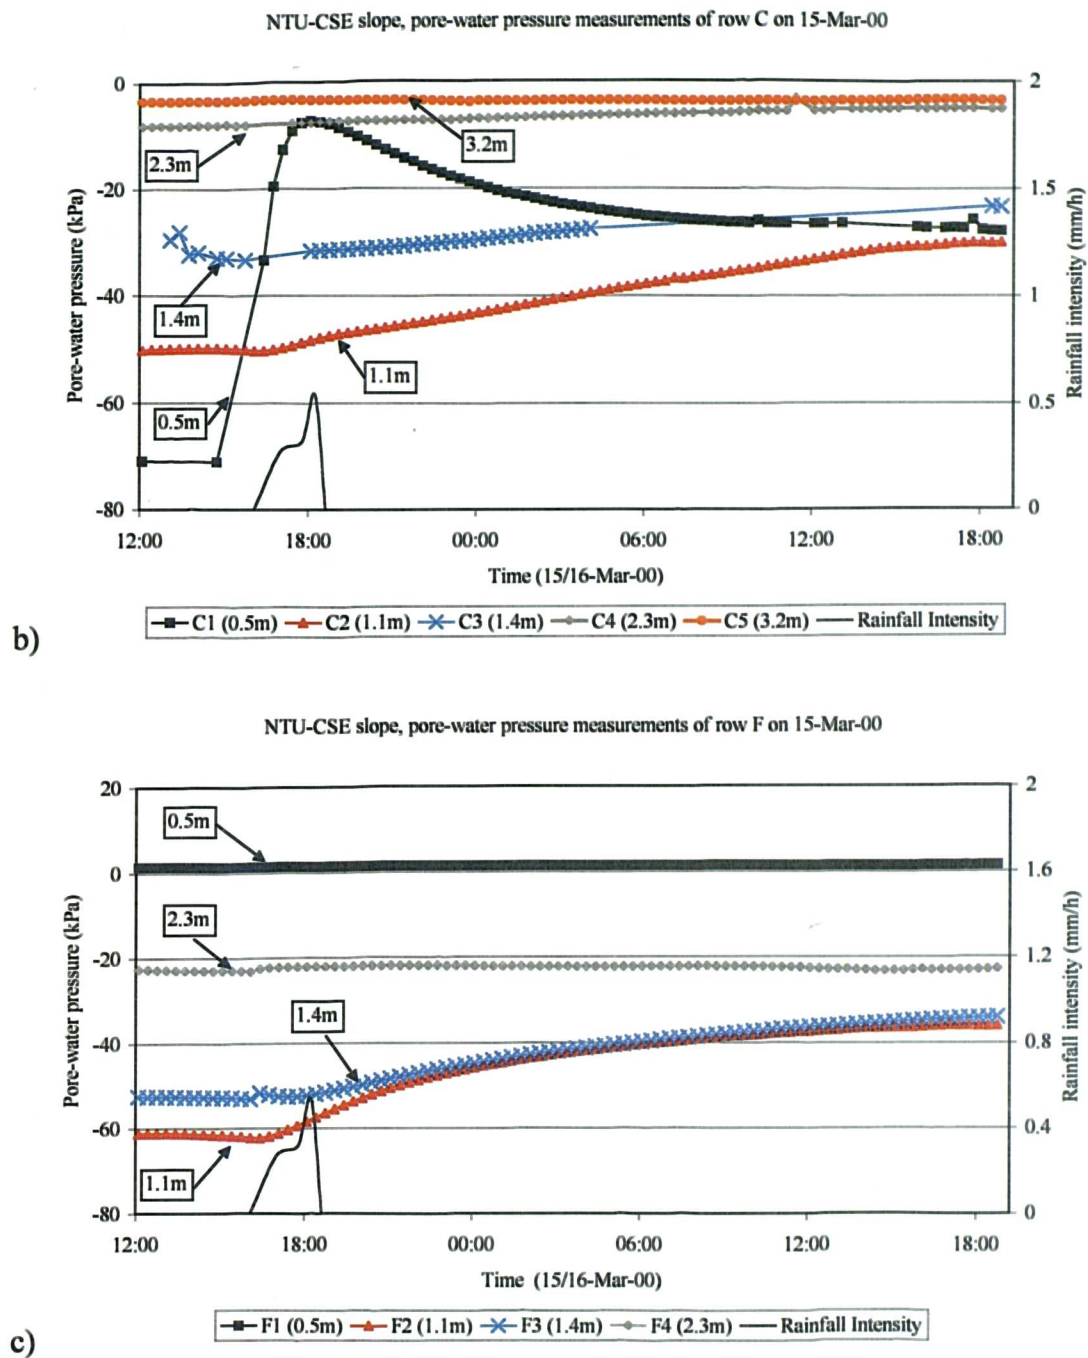 NTU-CSE slope, pore-water pressure measurements of row C on 15-Mar-00
0
-20
-40
-60
-80
Pore-water pressure (kPa)
2
1.5
1
0.5
0
Rainfall intensity (mm/h)
2.3m
3.2m
1.4m
1.1m
0.5m
12:00 18:00 00:00 06:00 12:00 18:00
Time (15/16-Mar-00)
C1 (0.5m) C2 (1.1m) C3 (1.4m) C4 (2.3m) C5 (3.2m) Rainfall Intensity
b)
NTU-CSE slope, pore-water pressure measurements of row F on 15-Mar-00
20
0
-20
-40
-60
-80
Pore-water pressure (kPa)
2
1.6
1.2
0.8
0.4
0
Rainfall intensity (mm/h)
0.5m
2.3m
1.4m
1.1m
12:00 18:00 00:00 06:00 12:00 18:00
Time (15/16-Mar-00)
F1 (0.5m) F2 (1.1m) F3 (1.4m) F4 (2.3m) Rainfall Intensity
c)